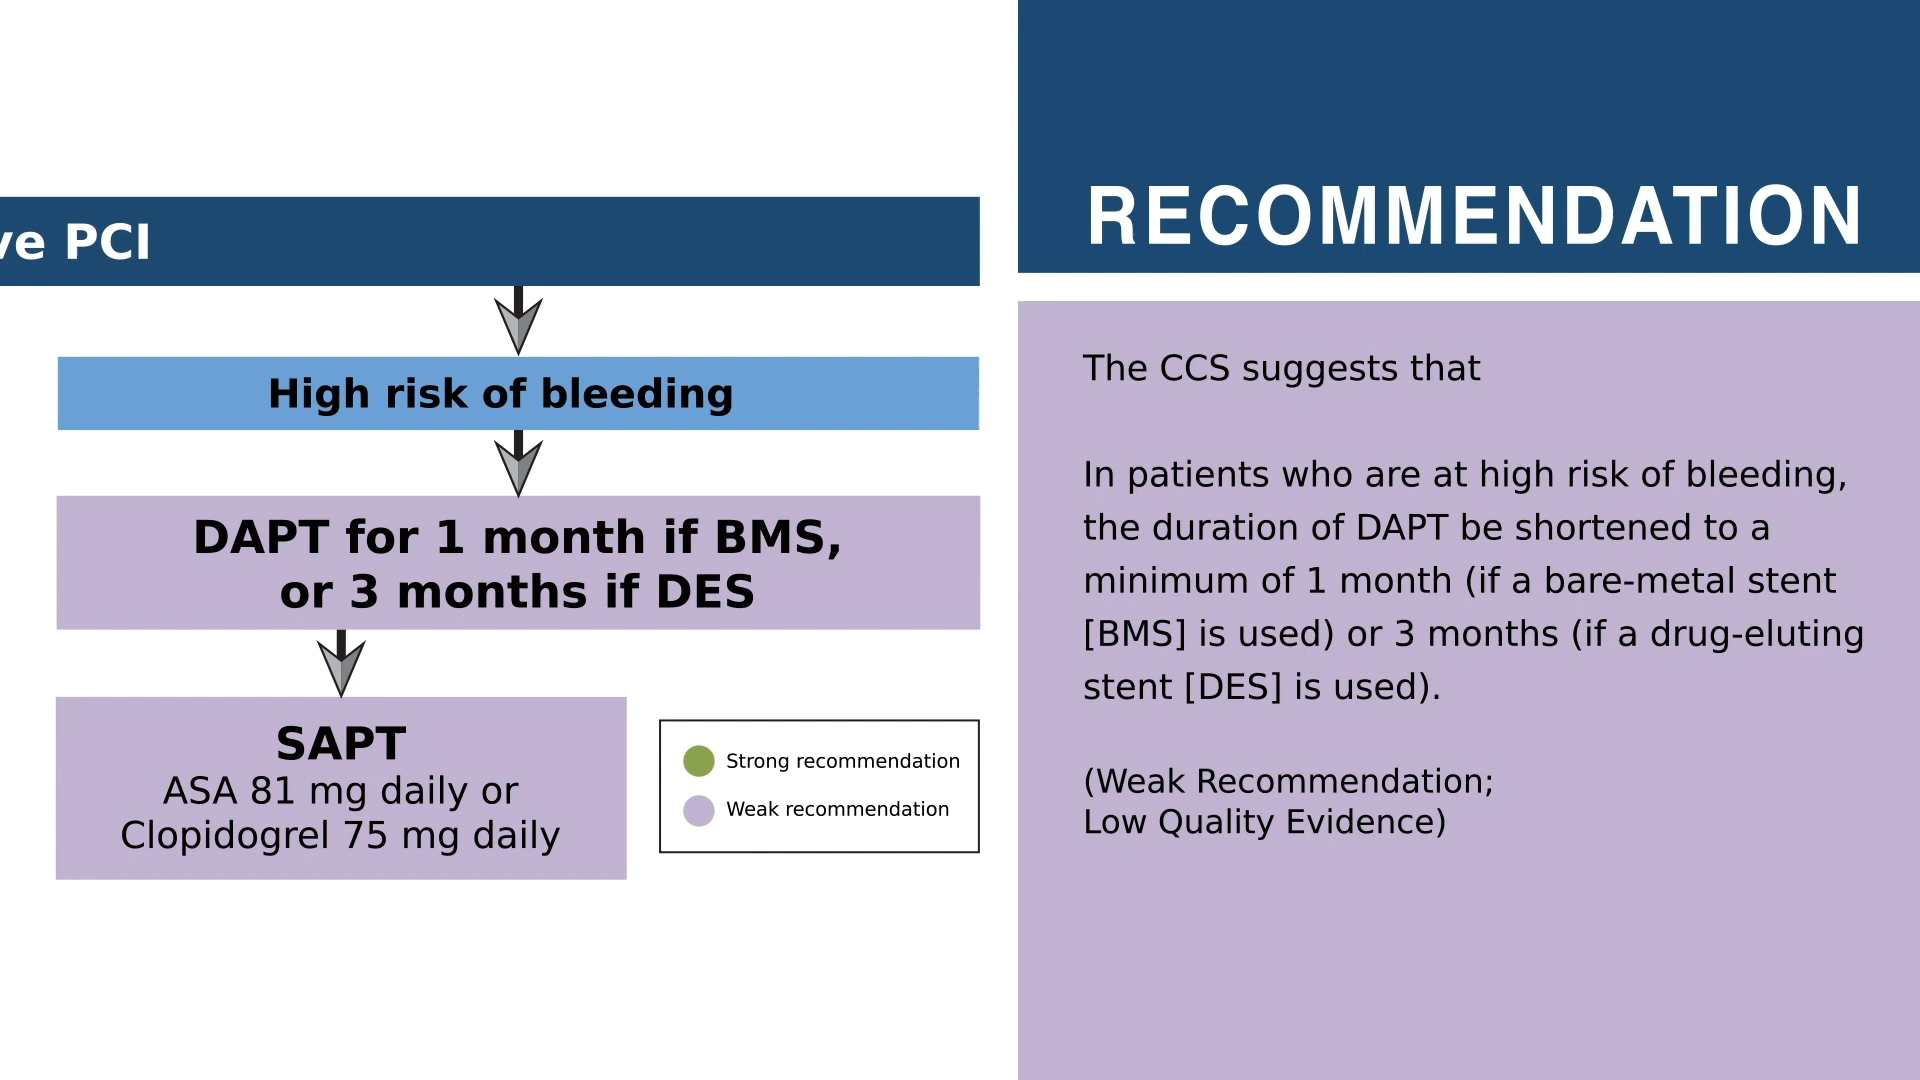 ve PCI
High risk of bleeding
DAPT for 1 month if BMS,
or 3 months if DES
SAPT
ASA 81 mg daily or
Clopidogrel 75 mg daily
Strong recommendation
Weak recommendation
RECOMMENDATION
The CCS suggests that
In patients who are at high risk of bleeding,
the duration of DAPT be shortened to a
minimum of 1 month (if a bare-metal stent
[BMS] is used) or 3 months (if a drug-eluting
stent [DES] is used).
(Weak Recommendation;
Low Quality Evidence)